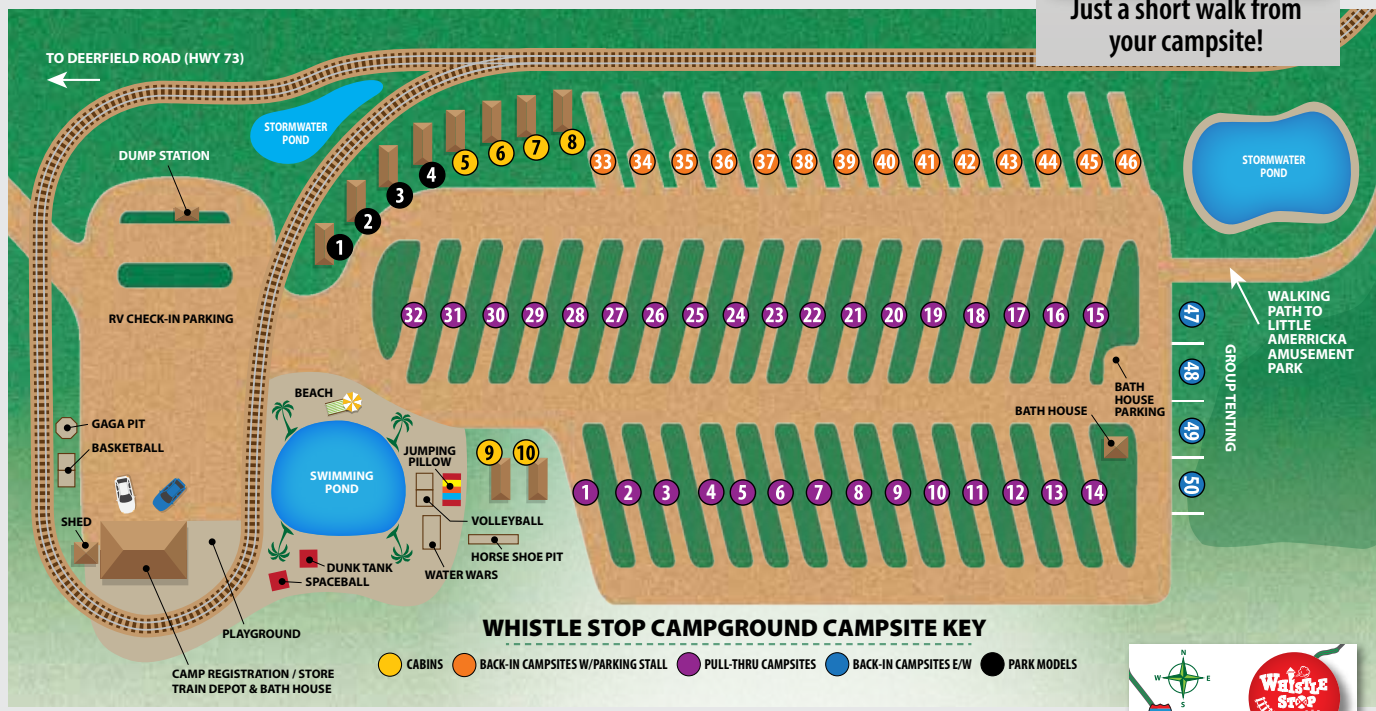 Just a short walk from
your campsite!
TO DEERFIELD ROAD (HWY 73)
STORMWATER
POND
DUMP STATION
RV CHECK-IN PARKING
1
2
3
4
5
6
7
8
33
34
35
36
37
38
39
40
41
42
43
44
45
46
STORMWATER
POND
32
31
30
29
28
27
26
25
24
23
22
21
20
19
18
17
16
15
47
48
49
50
GROUP TENTING
WALKING
PATH TO
LITTLE
AMERRICKA
AMUSEMENT
PARK
BATH
HOUSE
PARKING
BATH HOUSE
BEACH
SWIMMING
POND
GAGA PIT
BASKETBALL
JUMPING
PILLOW
9
10
1
2
3
4
5
6
7
8
9
10
11
12
13
14
VOLLEYBALL
HORSE SHOE PIT
WATER WARS
SHED
DUNK TANK
SPACEBALL
PLAYGROUND
CAMP REGISTRATION / STORE
TRAIN DEPOT & BATH HOUSE
WHISTLE STOP CAMPGROUND CAMPSITE KEY
CABINS
BACK-IN CAMPSITES W/PARKING STALL
PULL-THRU CAMPSITES
BACK-IN CAMPSITES E/W
PARK MODELS
N
W
E
S
WHISTLE
STOP